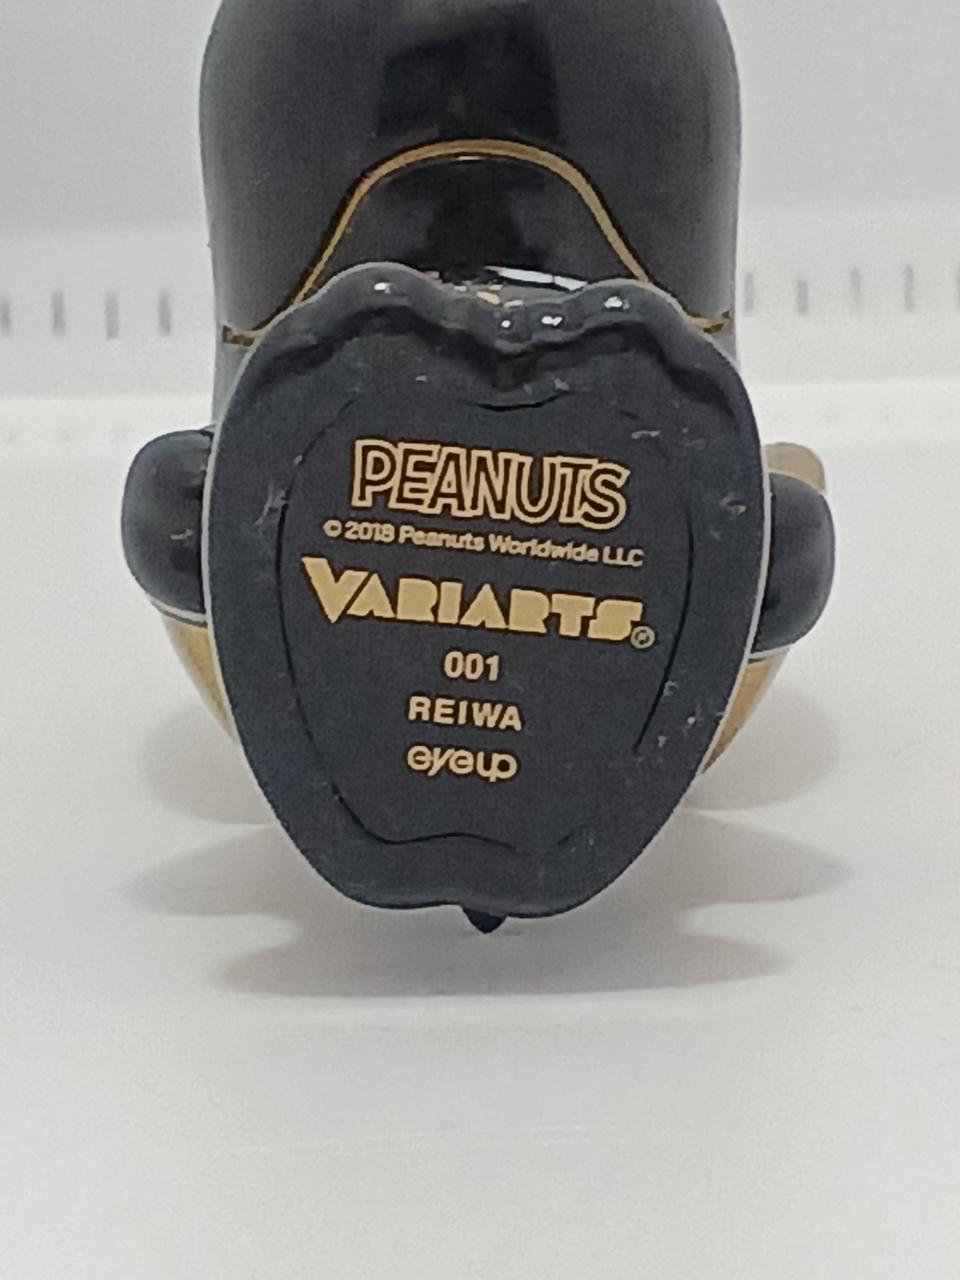 PEANUTS
© 2018 Peanuts Worldwide LLC
VARIARTS®
001
REIWA
eyeup